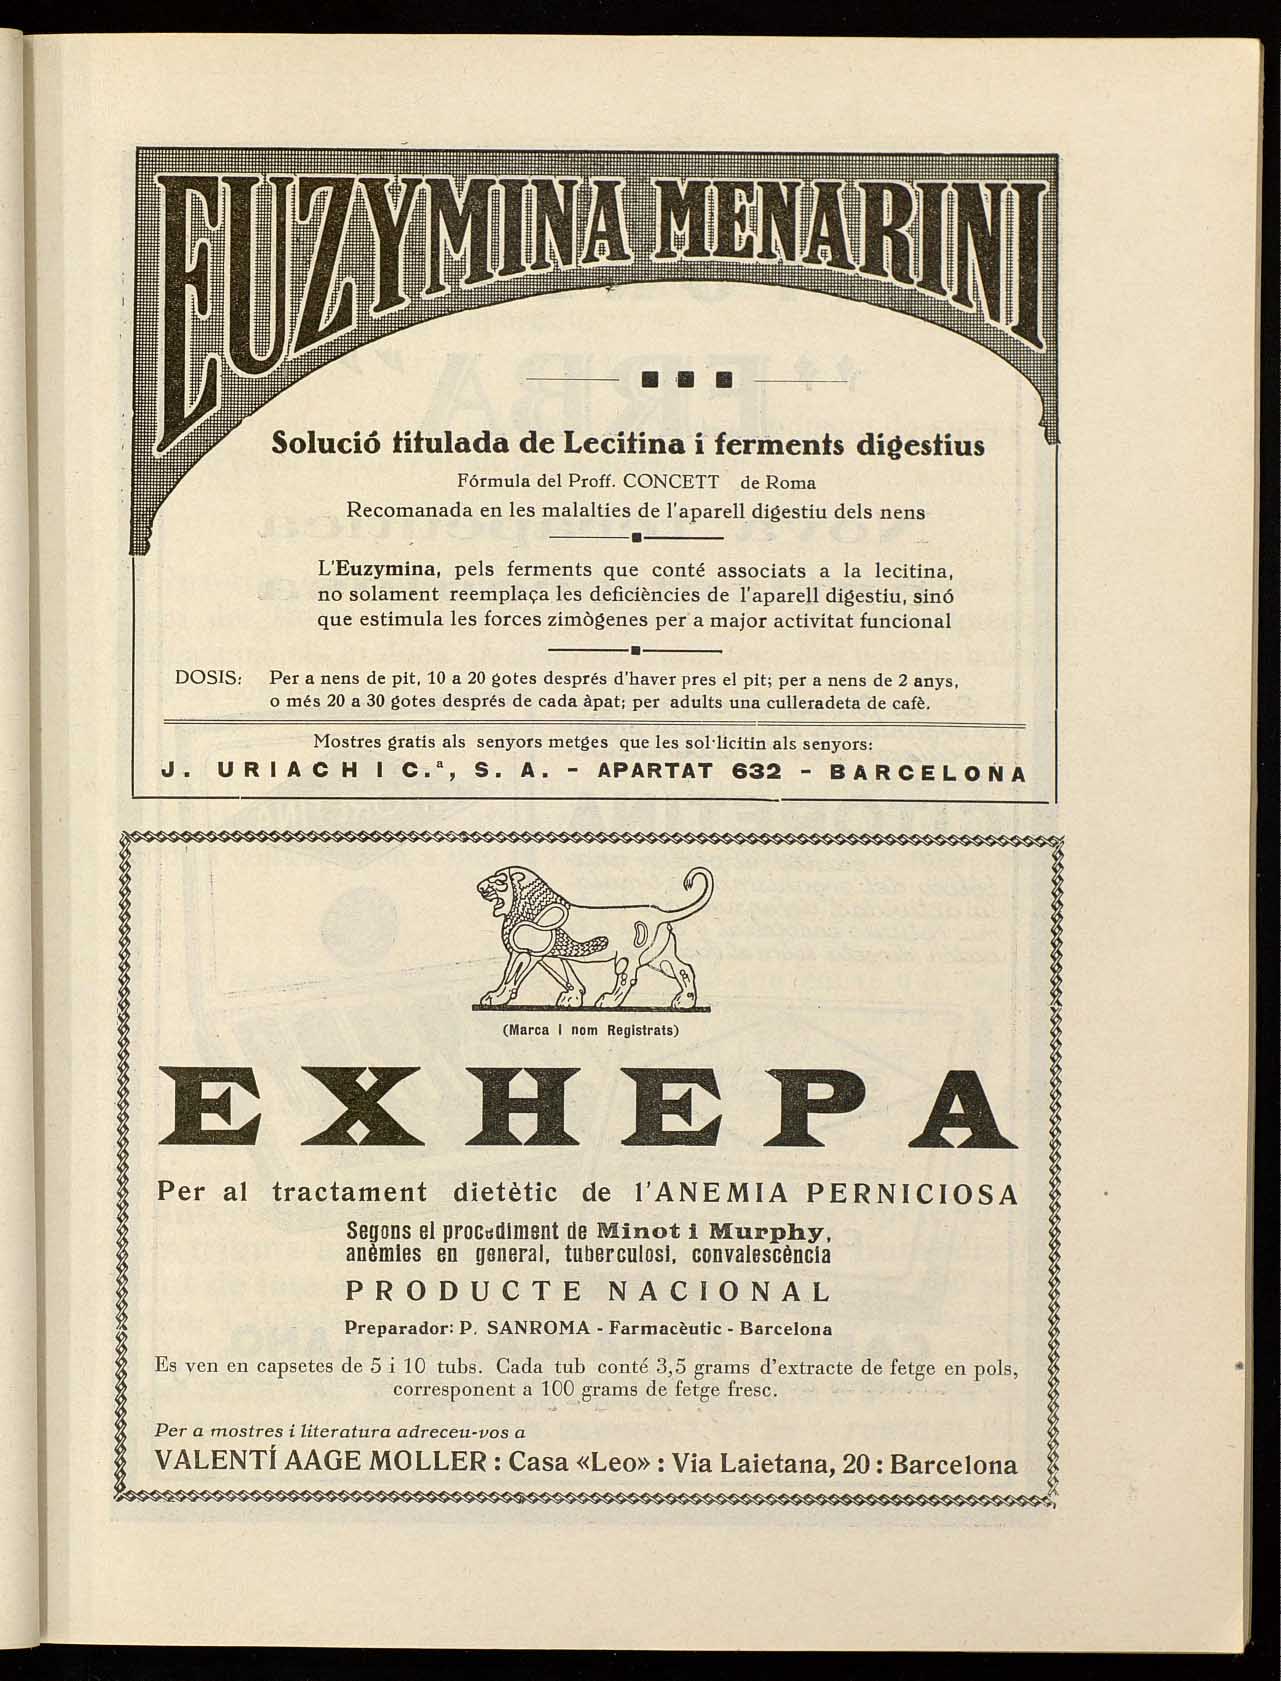 EUZYMINA MENARINI
Solució titulada de Lecitina i ferments digestius
Fórmula del Proff. CONCETT de Roma
Recomanada en les malalties de l'aparell digestiu dels nens
L'Euzymina, pels ferments que conté associats a la lecitina,
no solament reemplaça les deficiències de l'aparell digestiu, sinó
que estimula les forces zimògenes per a major activitat funcional
DOSIS: Per a nens de pit, 10 a 20 gotes després d'haver pres el pit; per a nens de 2 anys,
o més 20 a 30 gotes després de cada àpat; per adults una culleradeta de cafè.
Mostres gratis als senyors metges que les sol·licitin als senyors:
J. URIACH I C.ª, S. A. - APARTAT 632 - BARCELONA
(Marca i nom Registrats)
EXHEPA
Per al tractament dietètic de l'ANEMIA PERNICIOSA
Segons el procediment de Minot i Murphy,
anèmies en general, tuberculosi, convalescència
PRODUCTE NACIONAL
Preparador: P. SANROMA - Farmacèutic - Barcelona
Es ven en capsetes de 5 i 10 tubs. Cada tub conté 3,5 grams d'extracte de fetge en pols,
corresponent a 100 grams de fetge fresc.
Per a mostres i literatura adreceu-vos a
VALENTÍ AAGE MOLLER : Casa «Leo» : Via Laietana, 20 : Barcelona